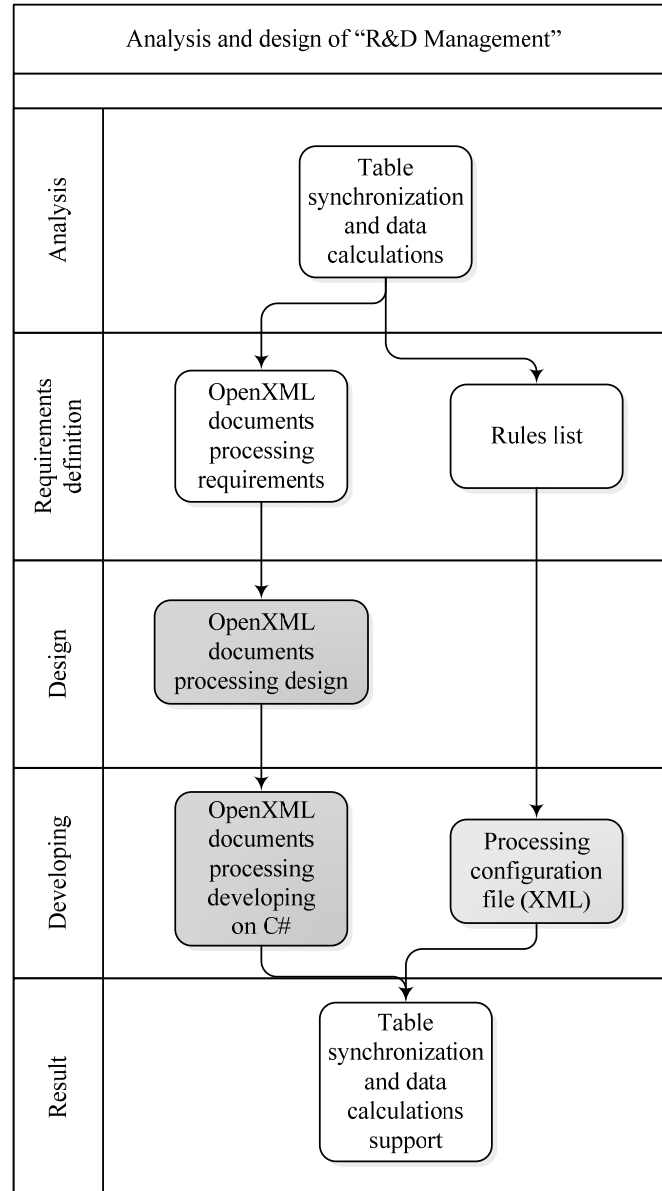 Analysis and design of “R&D Management”
Analysis
Table
synchronization
and data
calculations
Requirements
definition
OpenXML
documents
processing
requirements
Rules list
Design
OpenXML
documents
processing design
Developing
OpenXML
documents
processing
developing
on C#
Processing
configuration
file (XML)
Result
Table
synchronization
and data
calculations
support